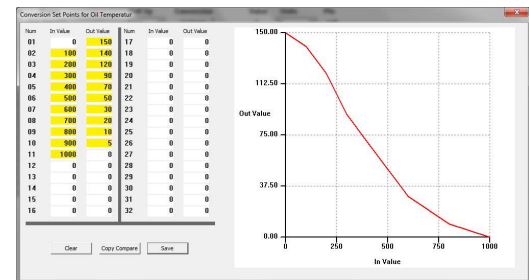 Conversion Set Points for Oil Temperatur
Num In Value Out Value Num In Value Out Value
01 0 150 17 0 0
02 100 140 18 0 0
03 200 120 19 0 0
04 300 90 20 0 0
05 400 70 21 0 0
06 500 50 22 0 0
07 600 30 23 0 0
08 700 20 24 0 0
09 800 10 25 0 0
10 900 5 26 0 0
11 1000 0 27 0 0
12 0 0 28 0 0
13 0 0 29 0 0
14 0 0 30 0 0
15 0 0 31 0 0
16 0 0 32 0 0
Clear Copy Compare Save
150.00
112.50
Out Value
75.00
37.50
0.00
0 250 500 750 1000
In Value